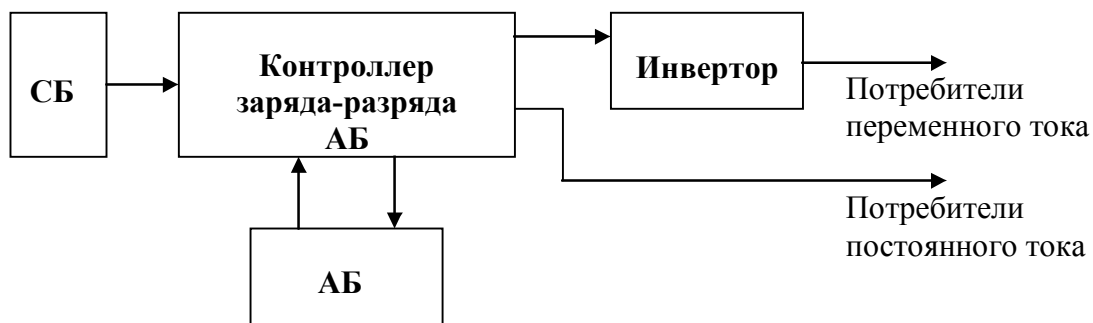 СБ
Контроллер
заряда-разряда
АБ
Инвертор
Потребители
переменного тока
Потребители
постоянного тока
АБ